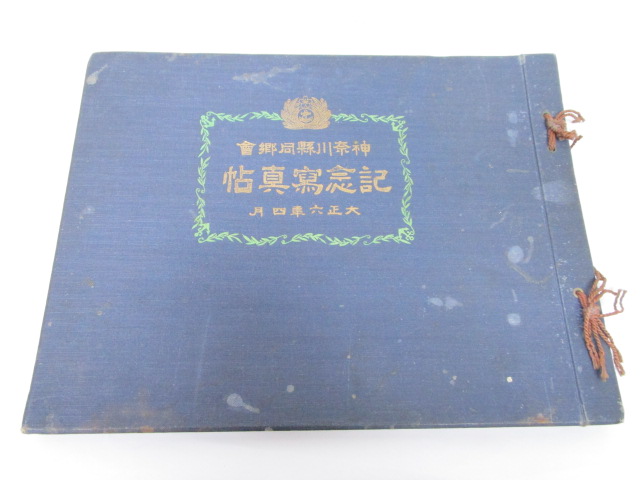 神奈川縣同郷會
記念寫真帖
大正六年四月